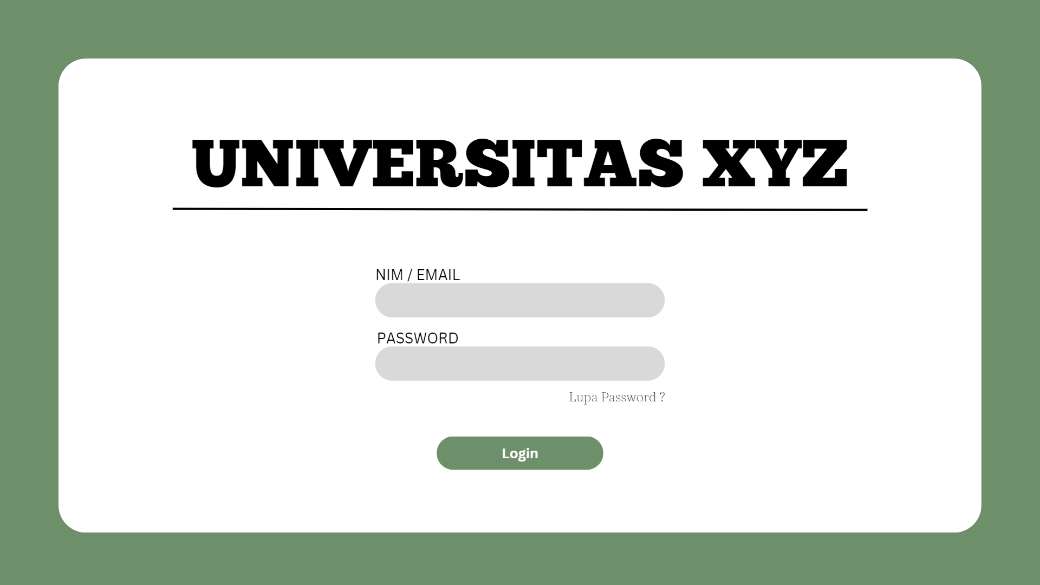 UNIVERSITAS XYZ
NIM / EMAIL
PASSWORD
Lupa Password ?
Login